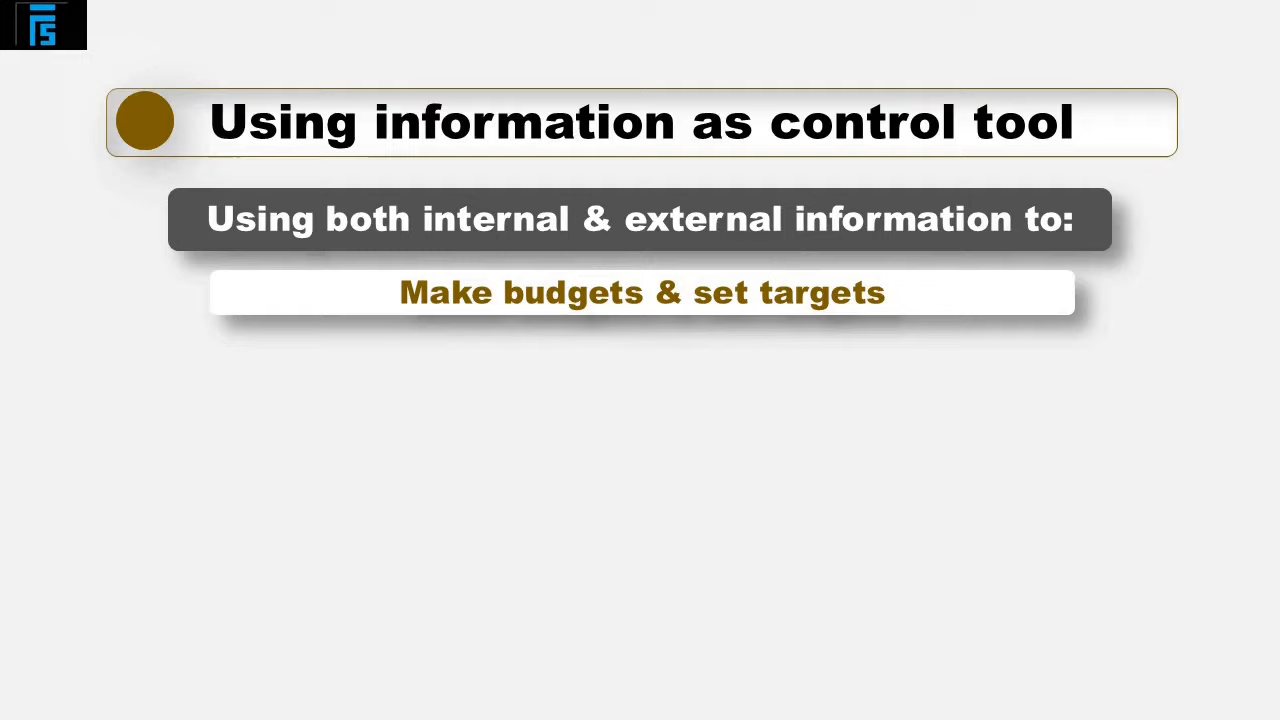 Using information as control tool
Using both internal & external information to:
Make budgets & set targets